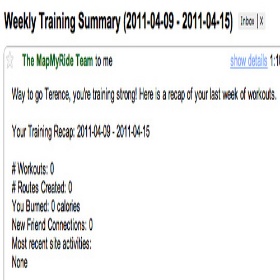 Weekly Training Summary (2011-04-09 - 2011-04-15) Inbox | X
The MapMyRide Team to me show details
Way to go Terence, you're training strong! Here is a recap of your last week of workouts.
Your Training Recap: 2011-04-09 - 2011-04-15
# Workouts: 0
# Routes Created: 0
You Burned: 0 calories
New Friend Connections: 0
Most recent site activities:
None